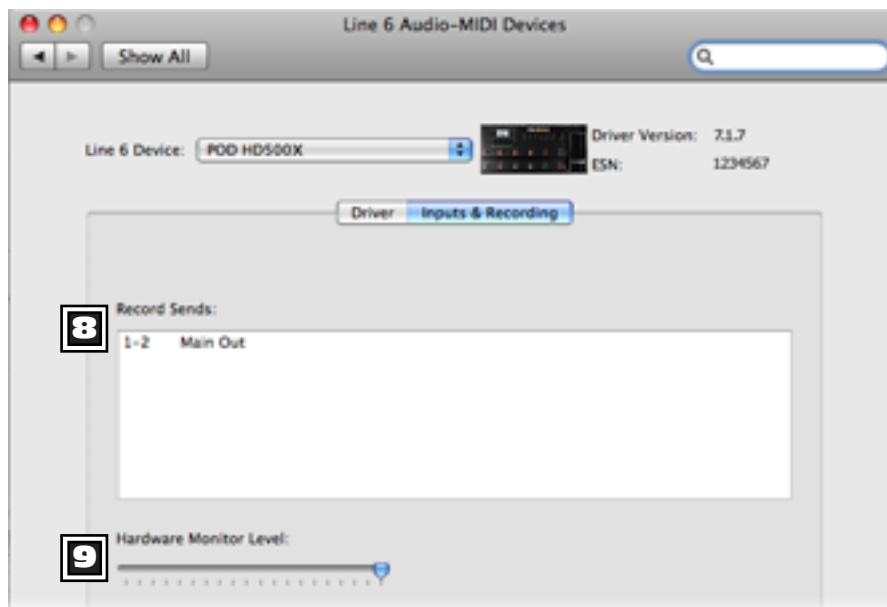 Line 6 Audio-MIDI Devices
Show All
Line 6 Device: POD HD500X
Driver Version: 7.1.7
ESN: 1234567
Driver Inputs & Recording
8 Record Sends:
1-2 Main Out
9 Hardware Monitor Level: